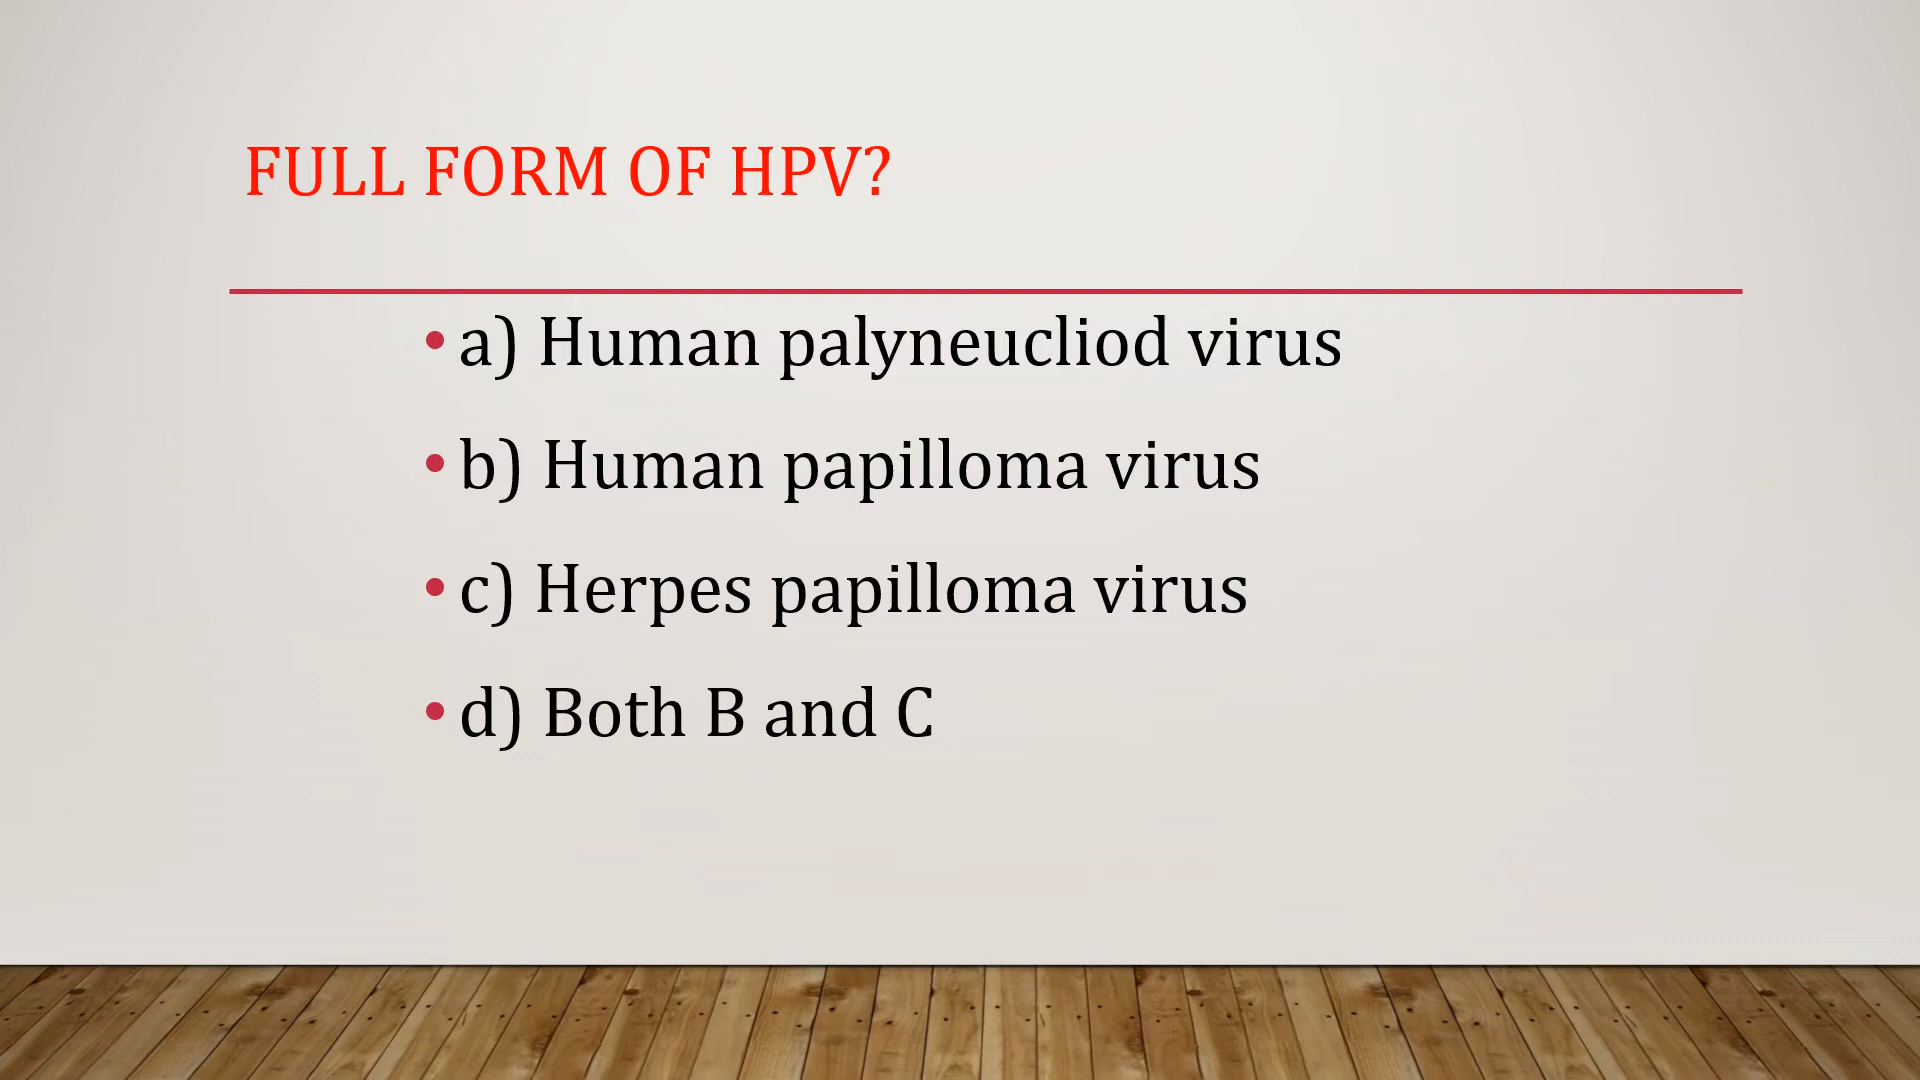 FULL FORM OF HPV?
• a) Human palyneucliod virus
• b) Human papilloma virus
• c) Herpes papilloma virus
• d) Both B and C